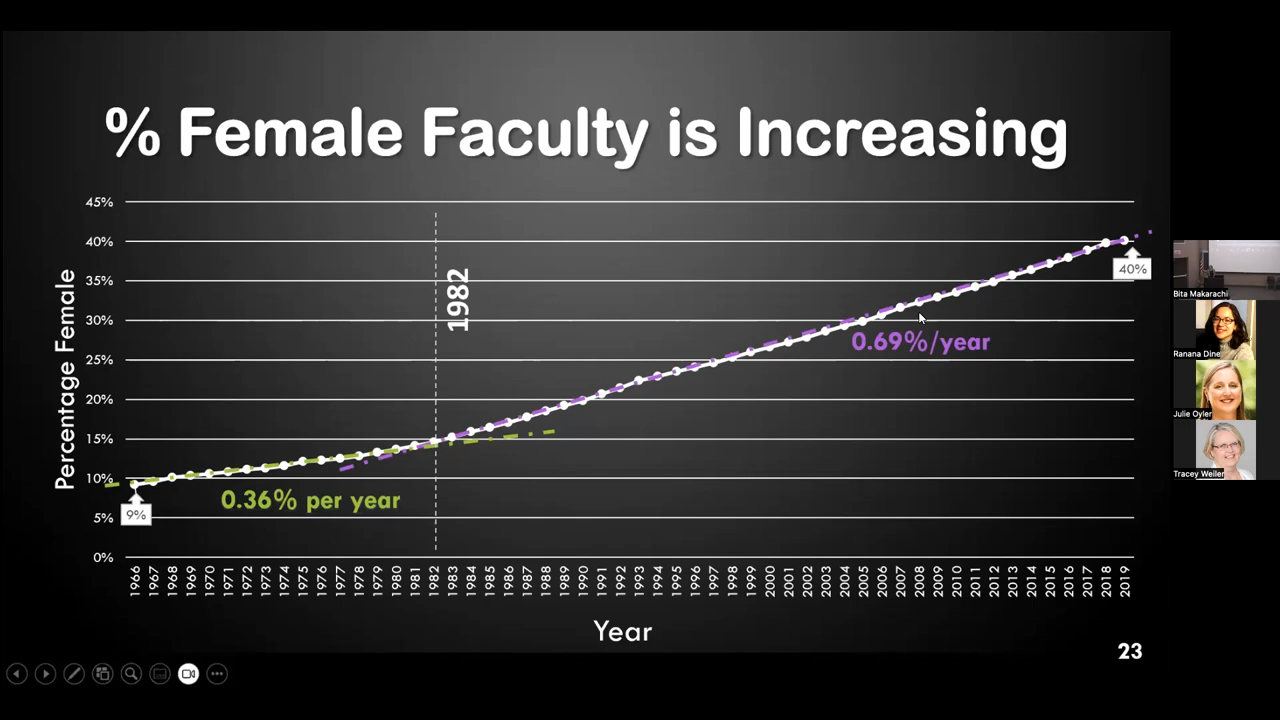 % Female Faculty is Increasing
Percentage Female
45%
40%
35%
30%
25%
20%
15%
10%
5%
0%
1982
40%
0.69%/year
0.36% per year
9%
1966 1967 1968 1969 1970 1971 1972 1973 1974 1975 1976 1977 1978 1979 1980 1981 1982 1983 1984 1985 1986 1987 1988 1989 1990 1991 1992 1993 1994 1995 1996 1997 1998 1999 2000 2001 2002 2003 2004 2005 2006 2007 2008 2009 2010 2011 2012 2013 2014 2015 2016 2017 2018 2019
Year
23
Bita Makarachi
Ranana Dine
Julie Oyler
Tracey Weiler